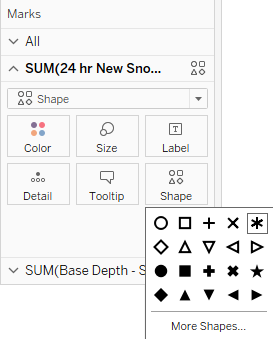 Marks
All
SUM(24 hr New Sno...
Shape
Color Size Label
Detail Tooltip Shape
SUM(Base Depth - S
More Shapes...